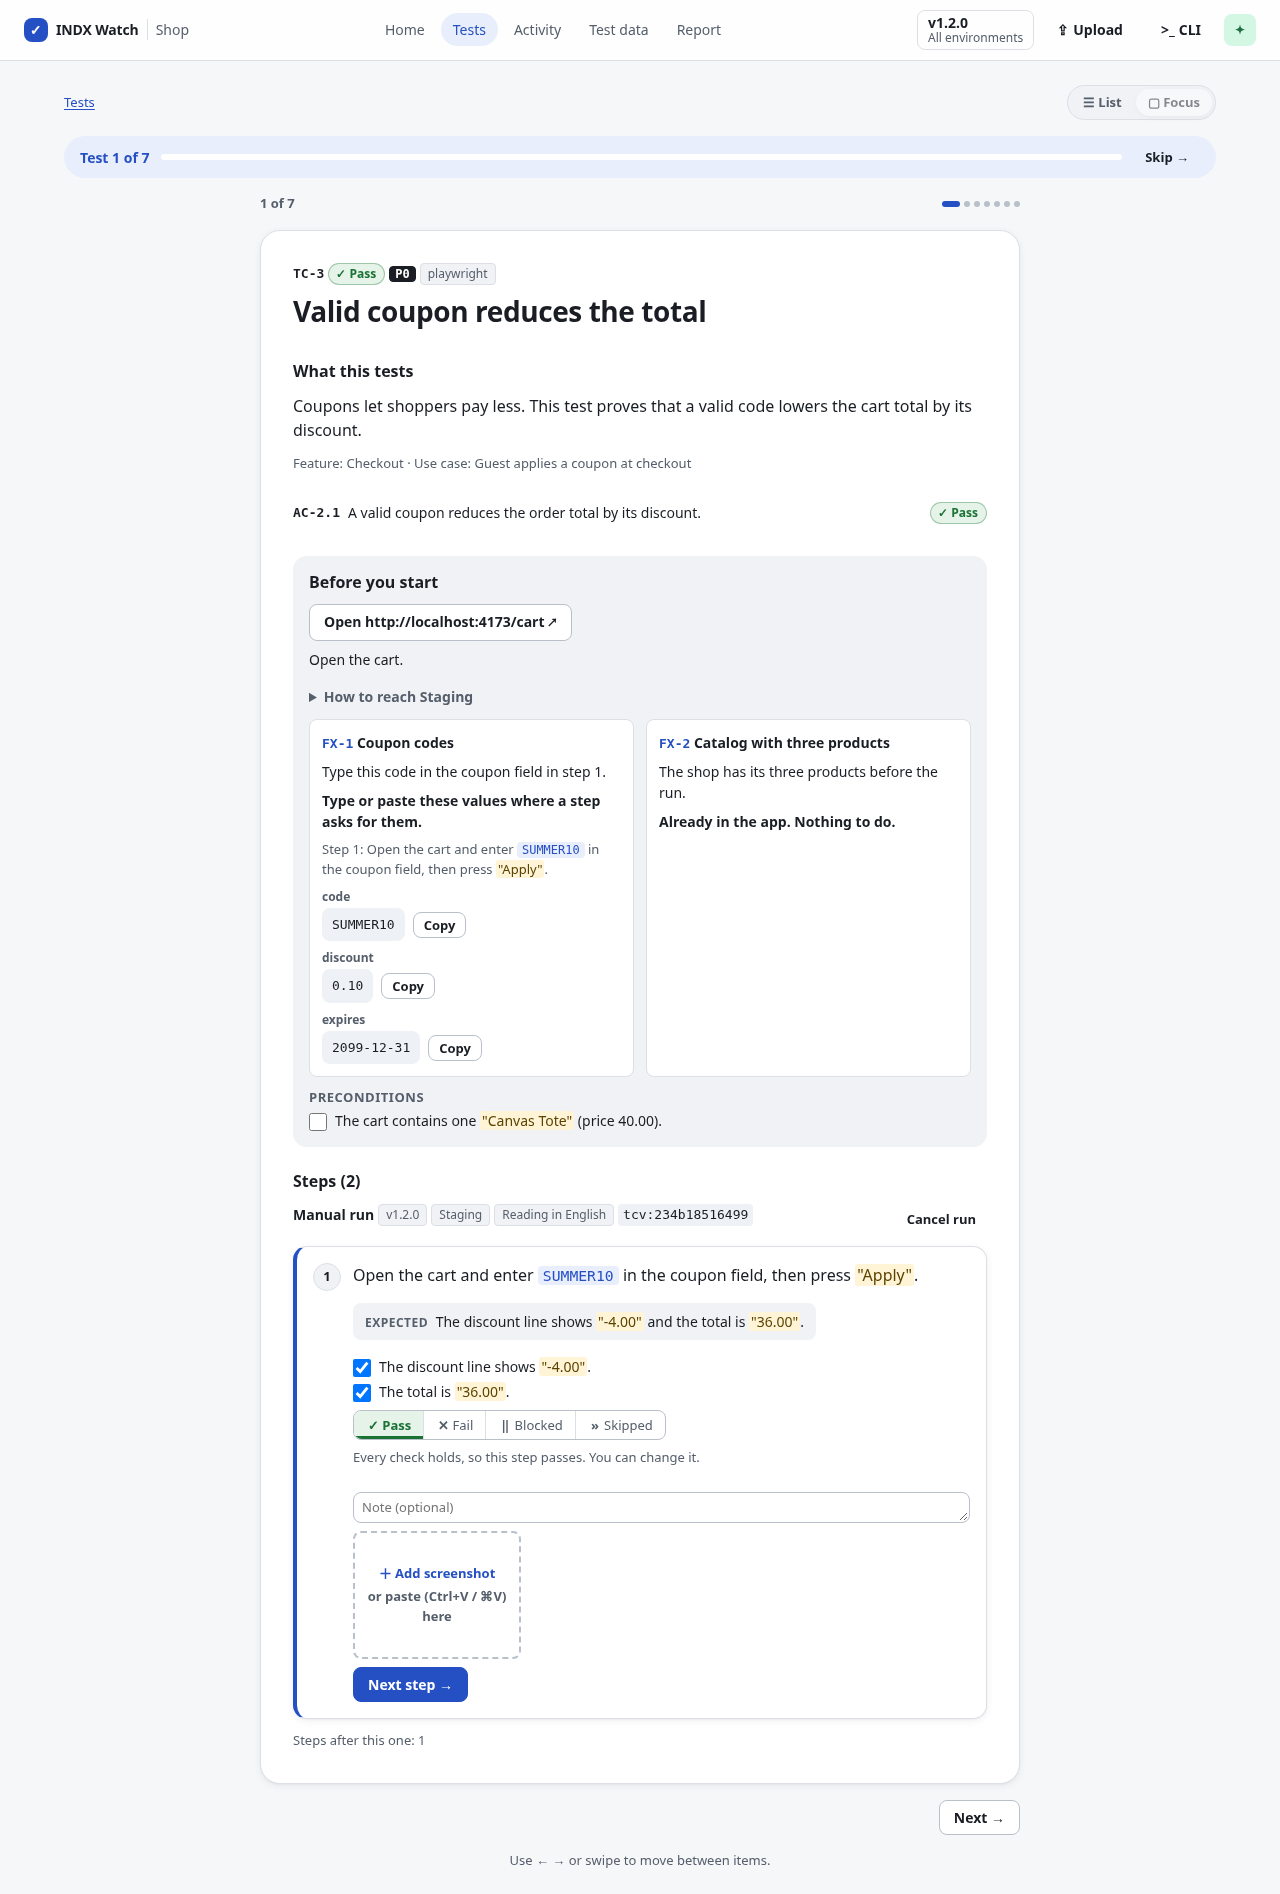 ✓ INDX Watch Shop Home Tests Activity Test data Report v1.2.0 All environments ⇪ Upload >_ CLI ✦
Tests ☰ List ▢ Focus
Test 1 of 7 Skip →
1 of 7
TC-3 ✓ Pass P0 playwright
Valid coupon reduces the total
What this tests
Coupons let shoppers pay less. This test proves that a valid code lowers the cart total by its
discount.
Feature: Checkout · Use case: Guest applies a coupon at checkout
AC-2.1 A valid coupon reduces the order total by its discount. ✓ Pass
Before you start
Open http://localhost:4173/cart ↗
Open the cart.
▶ How to reach Staging
FX-1 Coupon codes
Type this code in the coupon field in step 1.
Type or paste these values where a step
asks for them.
Step 1: Open the cart and enter SUMMER10 in
the coupon field, then press "Apply".
code
SUMMER10 Copy
discount
0.10 Copy
expires
2099-12-31 Copy
FX-2 Catalog with three products
The shop has its three products before the
run.
Already in the app. Nothing to do.
PRECONDITIONS
The cart contains one "Canvas Tote" (price 40.00).
Steps (2)
Manual run v1.2.0 Staging Reading in English tcv:234b18516499 Cancel run
1 Open the cart and enter SUMMER10 in the coupon field, then press "Apply".
EXPECTED The discount line shows "-4.00" and the total is "36.00".
The discount line shows "-4.00".
The total is "36.00".
✓ Pass ✕ Fail || Blocked » Skipped
Every check holds, so this step passes. You can change it.
Note (optional)
+ Add screenshot
or paste (Ctrl+V / ⌘V)
here
Next step →
Steps after this one: 1
Next →
Use ← → or swipe to move between items.